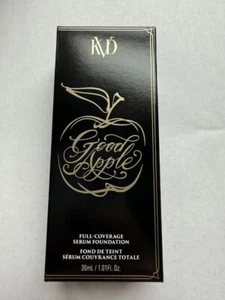 KVD
Good
Apple
FULL-COVERAGE
SERUM FOUNDATION
FOND DE TEINT
SÉRUM COUVRANCE TOTALE
30ml / 1.01Fl. Oz.